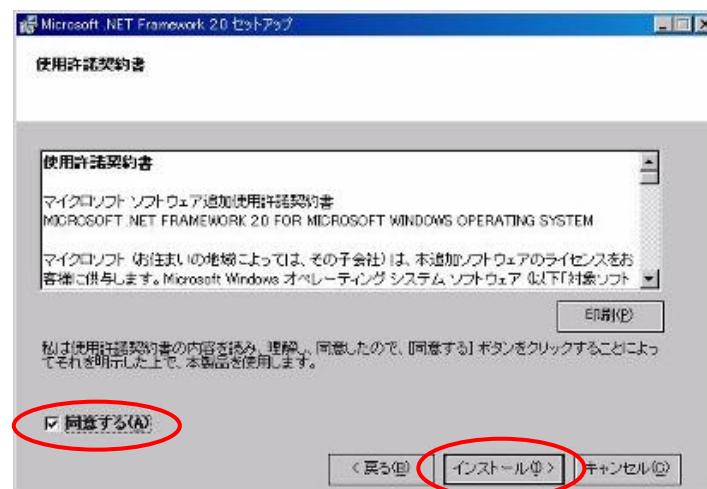 Microsoft .NET Framework 2.0 セットアップ
使用許諾契約書
使用許諾契約書
マイクロソフト ソフトウェア追加使用許諾契約書
MICROSOFT .NET FRAMEWORK 2.0 FOR MICROSOFT WINDOWS OPERATING SYSTEM
マイクロソフト (お住まいの地域によっては、その子会社) は、本追加ソフトウェアのライセンスをお
客様に供与します。Microsoft Windows オペレーティング システム ソフトウェア (以下「対象ソフト
印刷(P)
私は使用許諾契約書の内容を読み、理解し、同意したので、[同意する] ボタンをクリックすることによっ
てそれを明示した上で、本製品を使用します。
同意する(A)
< 戻る(B) インストール(I) > キャンセル(C)